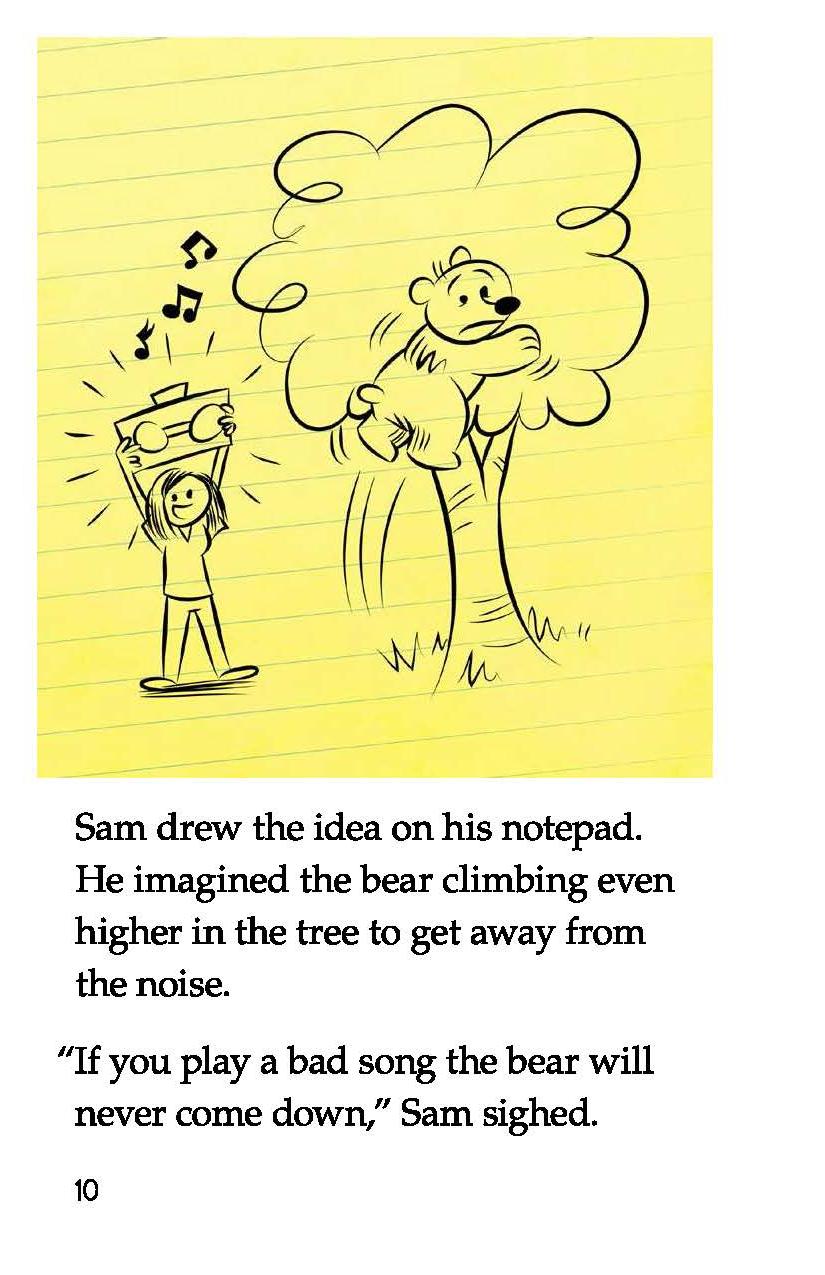 Sam drew the idea on his notepad.
He imagined the bear climbing even
higher in the tree to get away from
the noise.
“If you play a bad song the bear will
never come down,” Sam sighed.
10